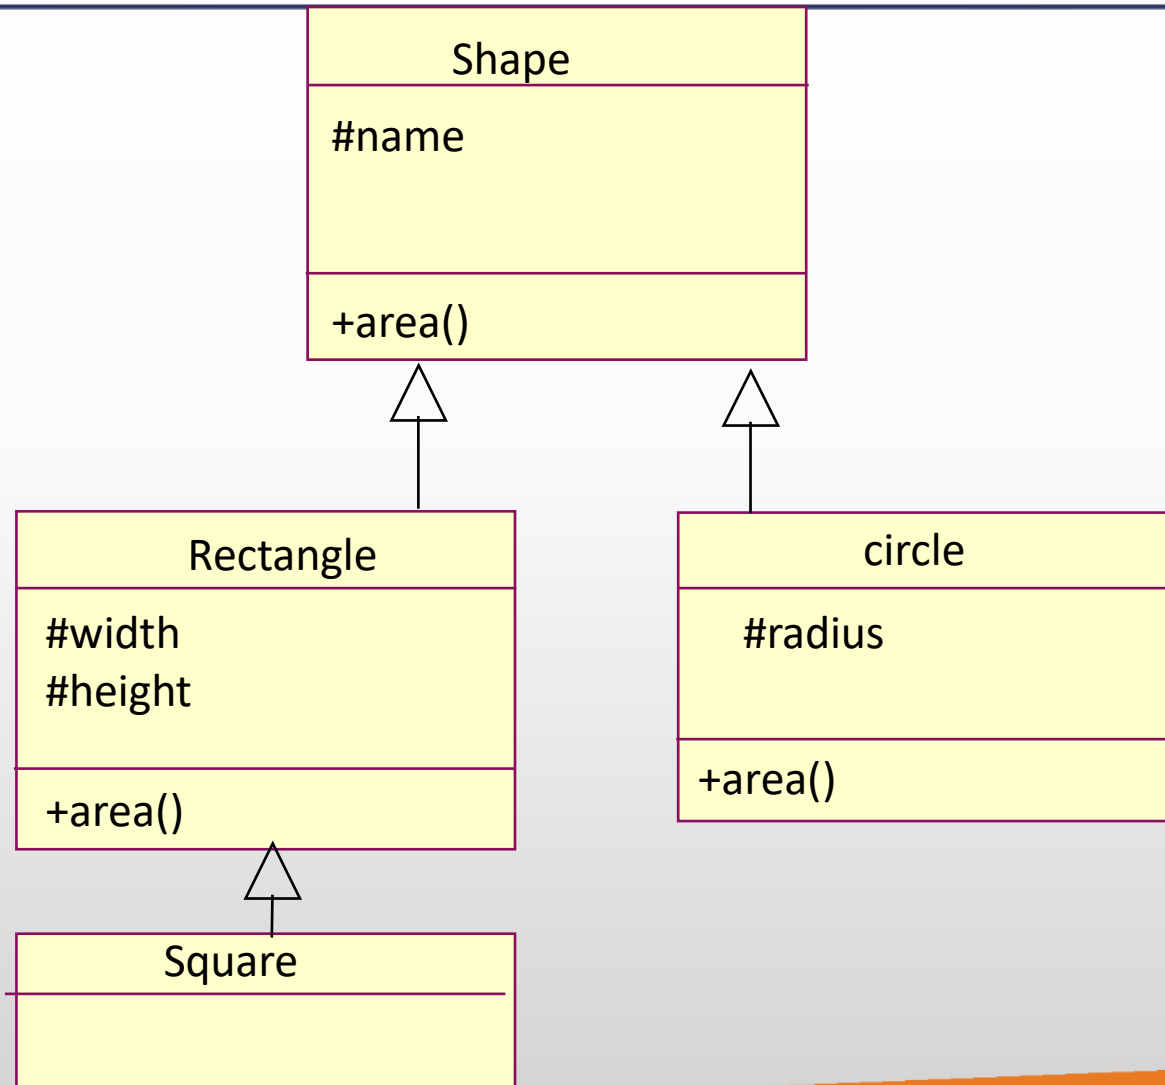 Shape
#name
+area()
Rectangle
#width
#height
+area()
circle
#radius
+area()
Square